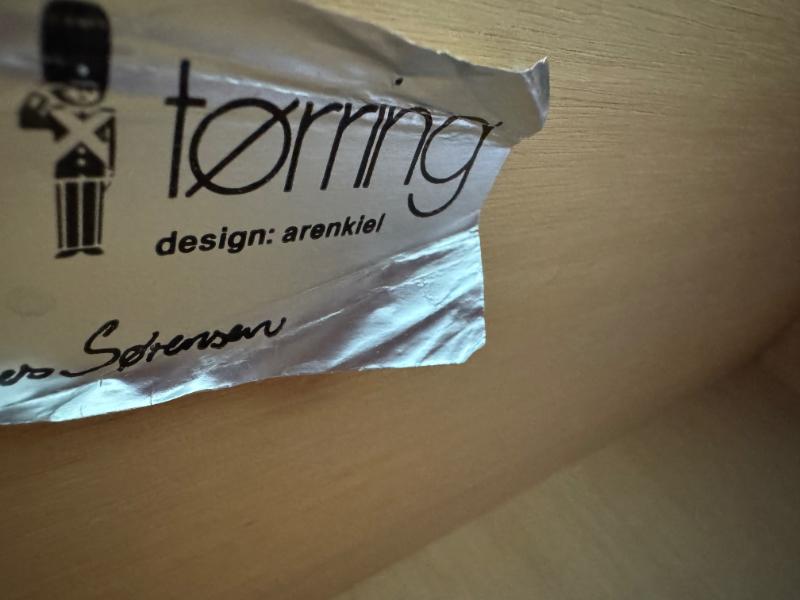 tørring
design: arenkiel
Sørensen